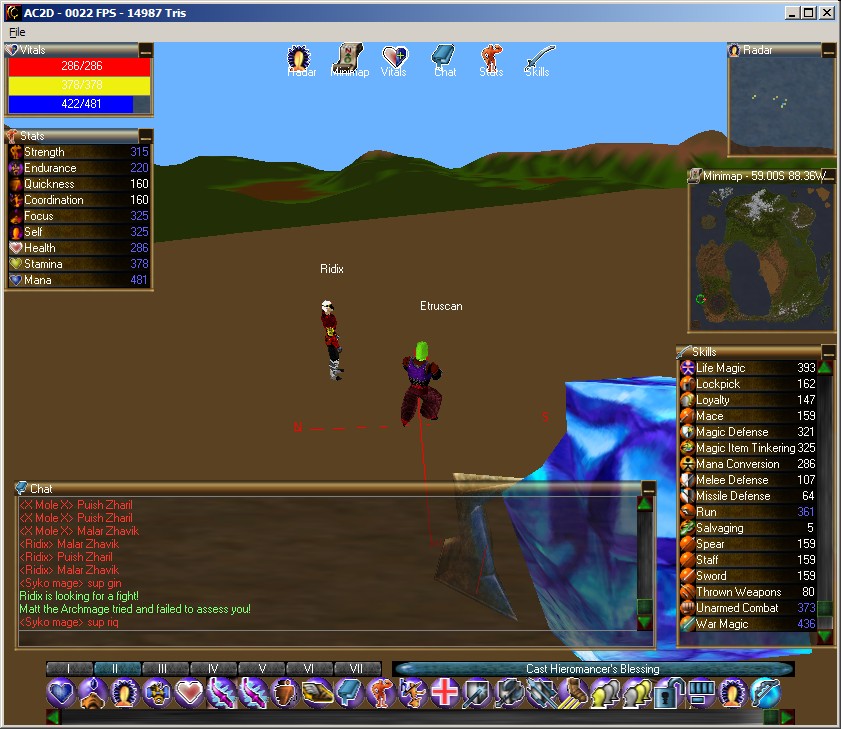 AC2D - 0022 FPS - 14987 Tris
File
Vitals
286/286
378/378
422/481
Radar Minimap Vitals Chat Stats Skills
Radar
Stats
Strength 315
Endurance 220
Quickness 160
Coordination 160
Focus 325
Self 325
Health 286
Stamina 378
Mana 481
Minimap - 59.00S 88.36W
Ridix
Etruscan
N
S
Skills
Life Magic 393
Lockpick 162
Loyalty 147
Mace 159
Magic Defense 321
Magic Item Tinkering 325
Mana Conversion 286
Melee Defense 107
Missile Defense 64
Run 361
Salvaging 5
Spear 159
Staff 159
Sword 159
Thrown Weapons 80
Unarmed Combat 373
War Magic 436
Chat
<X Mole X> Puish Zharil
<X Mole X> Puish Zharil
<X Mole X> Malar Zhavik
<Ridix> Malar Zhavik
<Ridix> Puish Zharil
<Ridix> Malar Zhavik
<Syko mage> sup gin
Ridix is looking for a fight!
Matt the Archmage tried and failed to assess you!
<Syko mage> sup riq
I II III IV V VI VII
Cast Hieromancer's Blessing